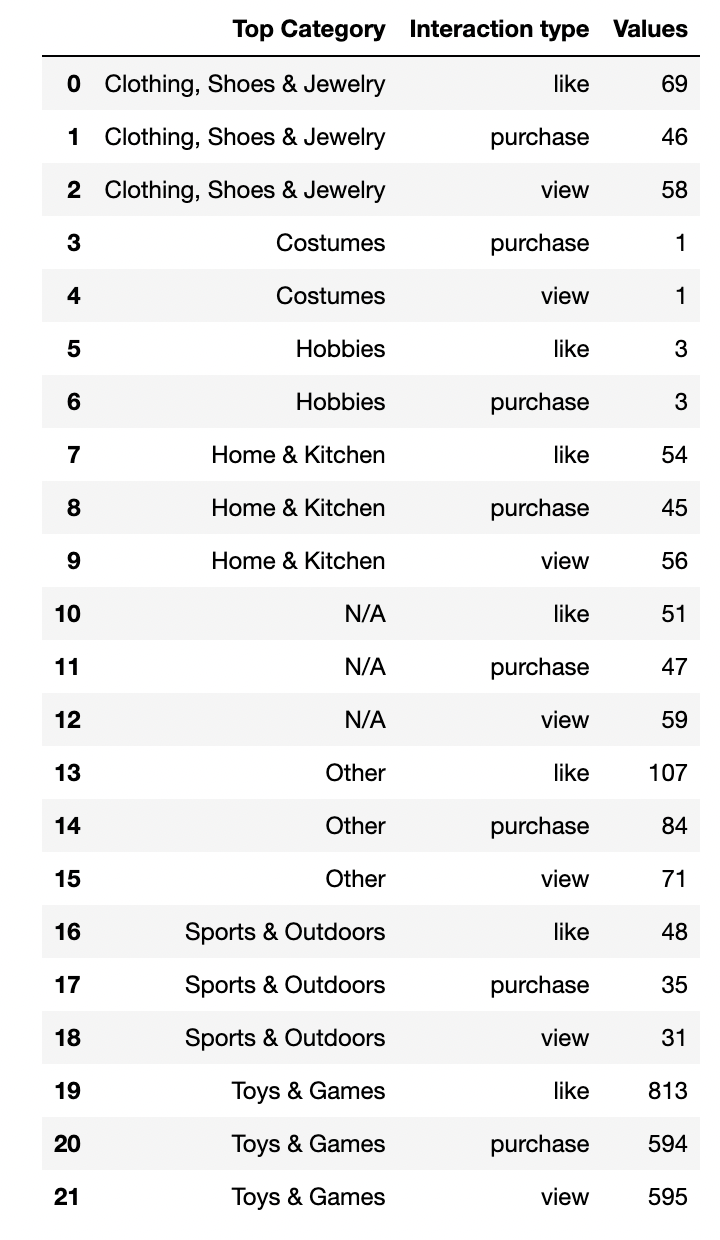 Top Category Interaction type Values
0 Clothing, Shoes & Jewelry like 69
1 Clothing, Shoes & Jewelry purchase 46
2 Clothing, Shoes & Jewelry view 58
3 Costumes purchase 1
4 Costumes view 1
5 Hobbies like 3
6 Hobbies purchase 3
7 Home & Kitchen like 54
8 Home & Kitchen purchase 45
9 Home & Kitchen view 56
10 N/A like 51
11 N/A purchase 47
12 N/A view 59
13 Other like 107
14 Other purchase 84
15 Other view 71
16 Sports & Outdoors like 48
17 Sports & Outdoors purchase 35
18 Sports & Outdoors view 31
19 Toys & Games like 813
20 Toys & Games purchase 594
21 Toys & Games view 595